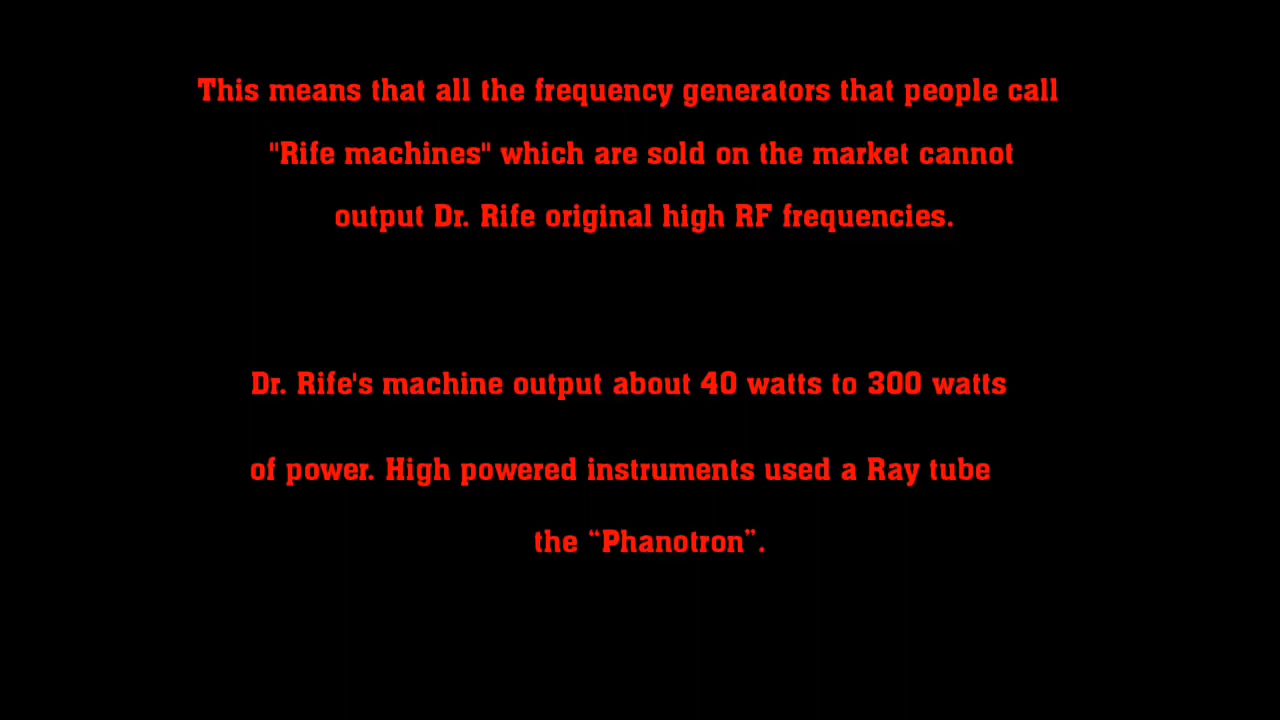 This means that all the frequency generators that people call
"Rife machines" which are sold on the market cannot
output Dr. Rife original high RF frequencies.
Dr. Rife's machine output about 40 watts to 300 watts
of power. High powered instruments used a Ray tube
the “Phanotron”.